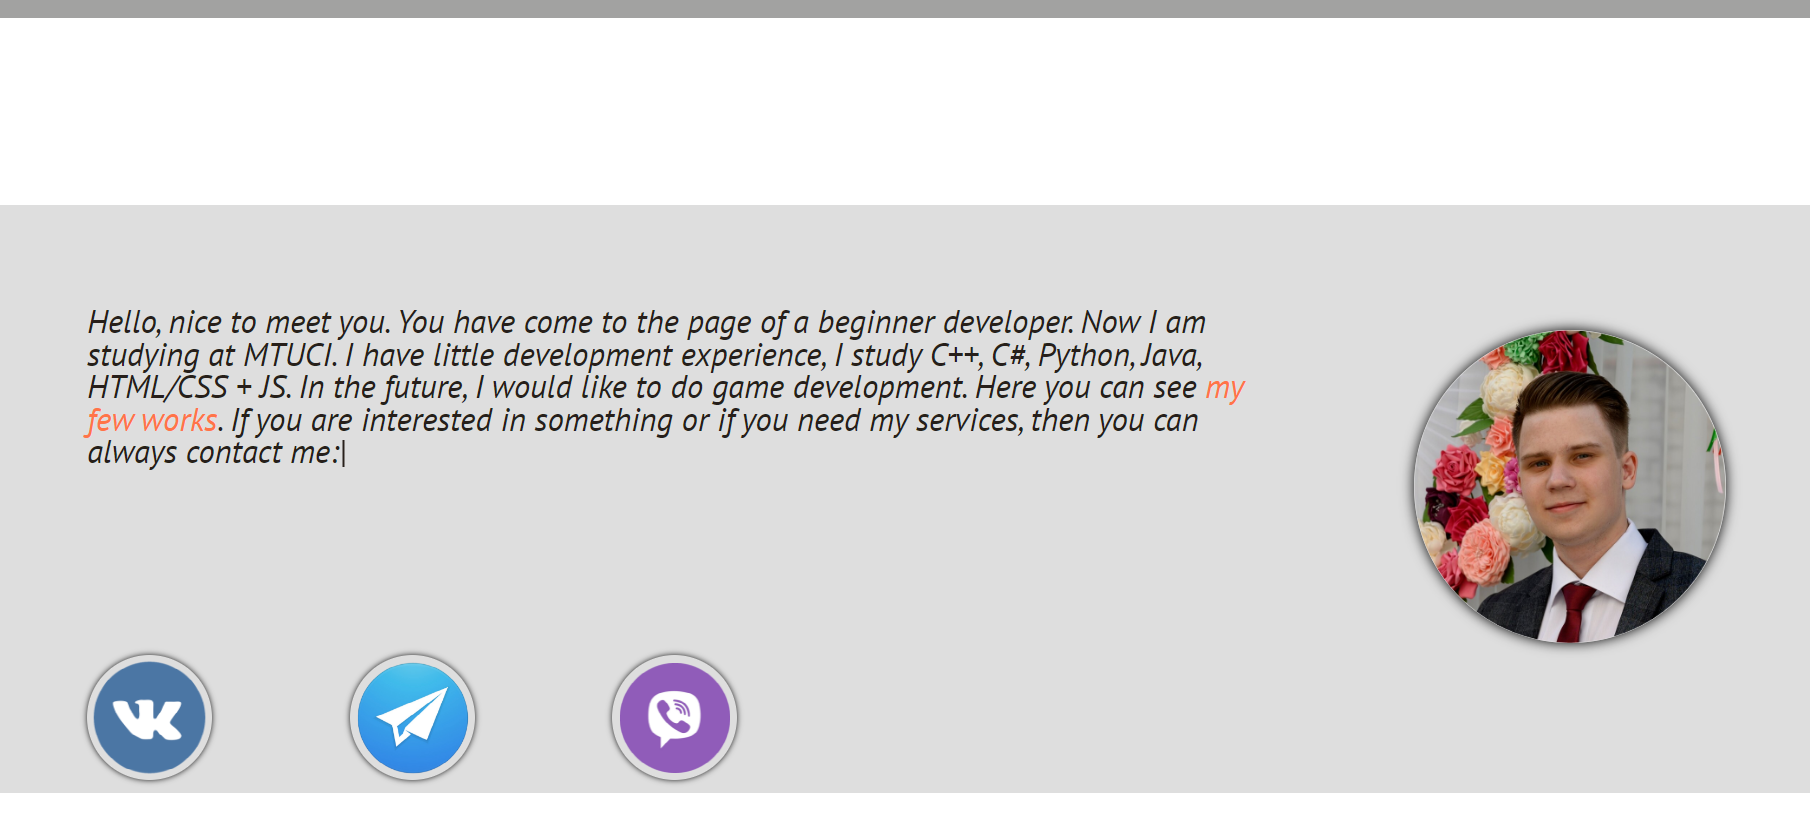 Hello, nice to meet you. You have come to the page of a beginner developer. Now I am
studying at MTUCI. I have little development experience, I study C++, C#, Python, Java,
HTML/CSS + JS. In the future, I would like to do game development. Here you can see my
few works. If you are interested in something or if you need my services, then you can
always contact me:|